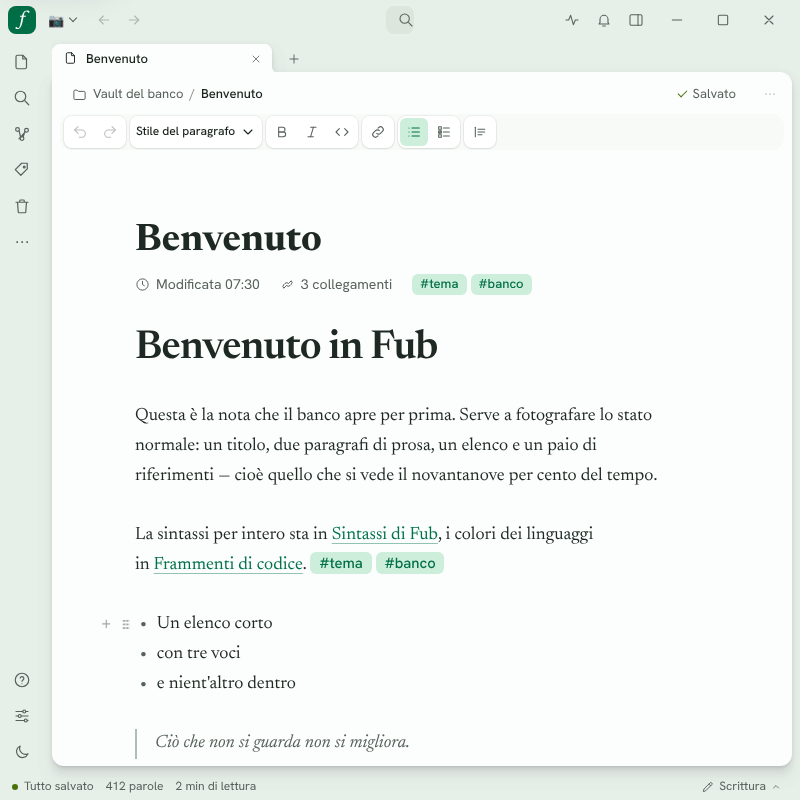 f
Benvenuto
Vault del banco / Benvenuto
Salvato
Stile del paragrafo
B I <>
Benvenuto
Modificata 07:30 3 collegamenti #tema #banco
Benvenuto in Fub
Questa è la nota che il banco apre per prima. Serve a fotografare lo stato
normale: un titolo, due paragrafi di prosa, un elenco e un paio di
riferimenti — cioè quello che si vede il novantanove per cento del tempo.
La sintassi per intero sta in Sintassi di Fub, i colori dei linguaggi
in Frammenti di codice. #tema #banco
• Un elenco corto
• con tre voci
• e nient'altro dentro
Ciò che non si guarda non si migliora.
Tutto salvato 412 parole 2 min di lettura
Scrittura